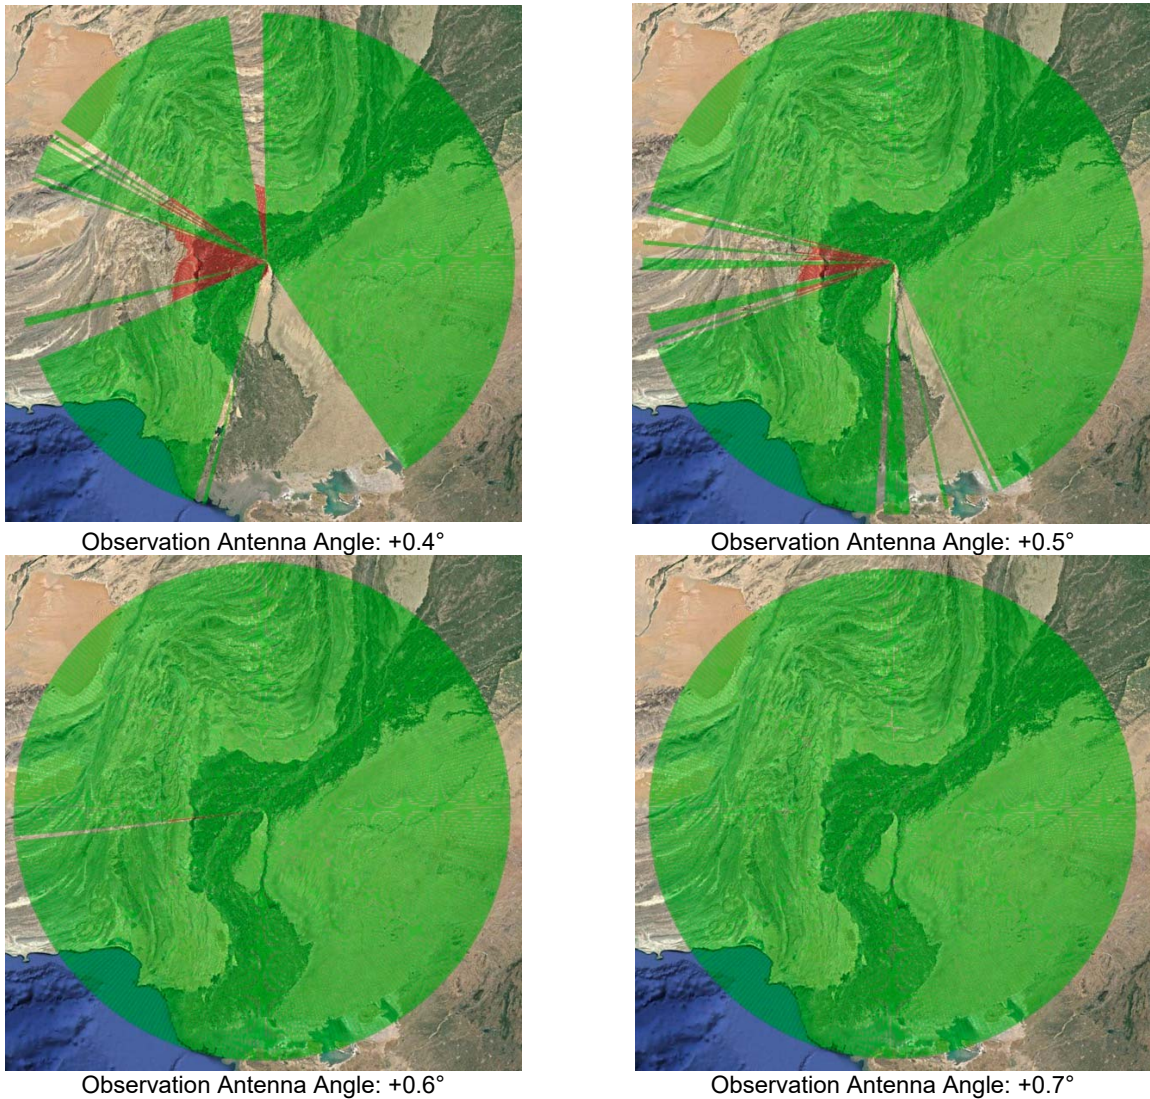 Observation Antenna Angle: +0.4°
Observation Antenna Angle: +0.5°
Observation Antenna Angle: +0.6°
Observation Antenna Angle: +0.7°